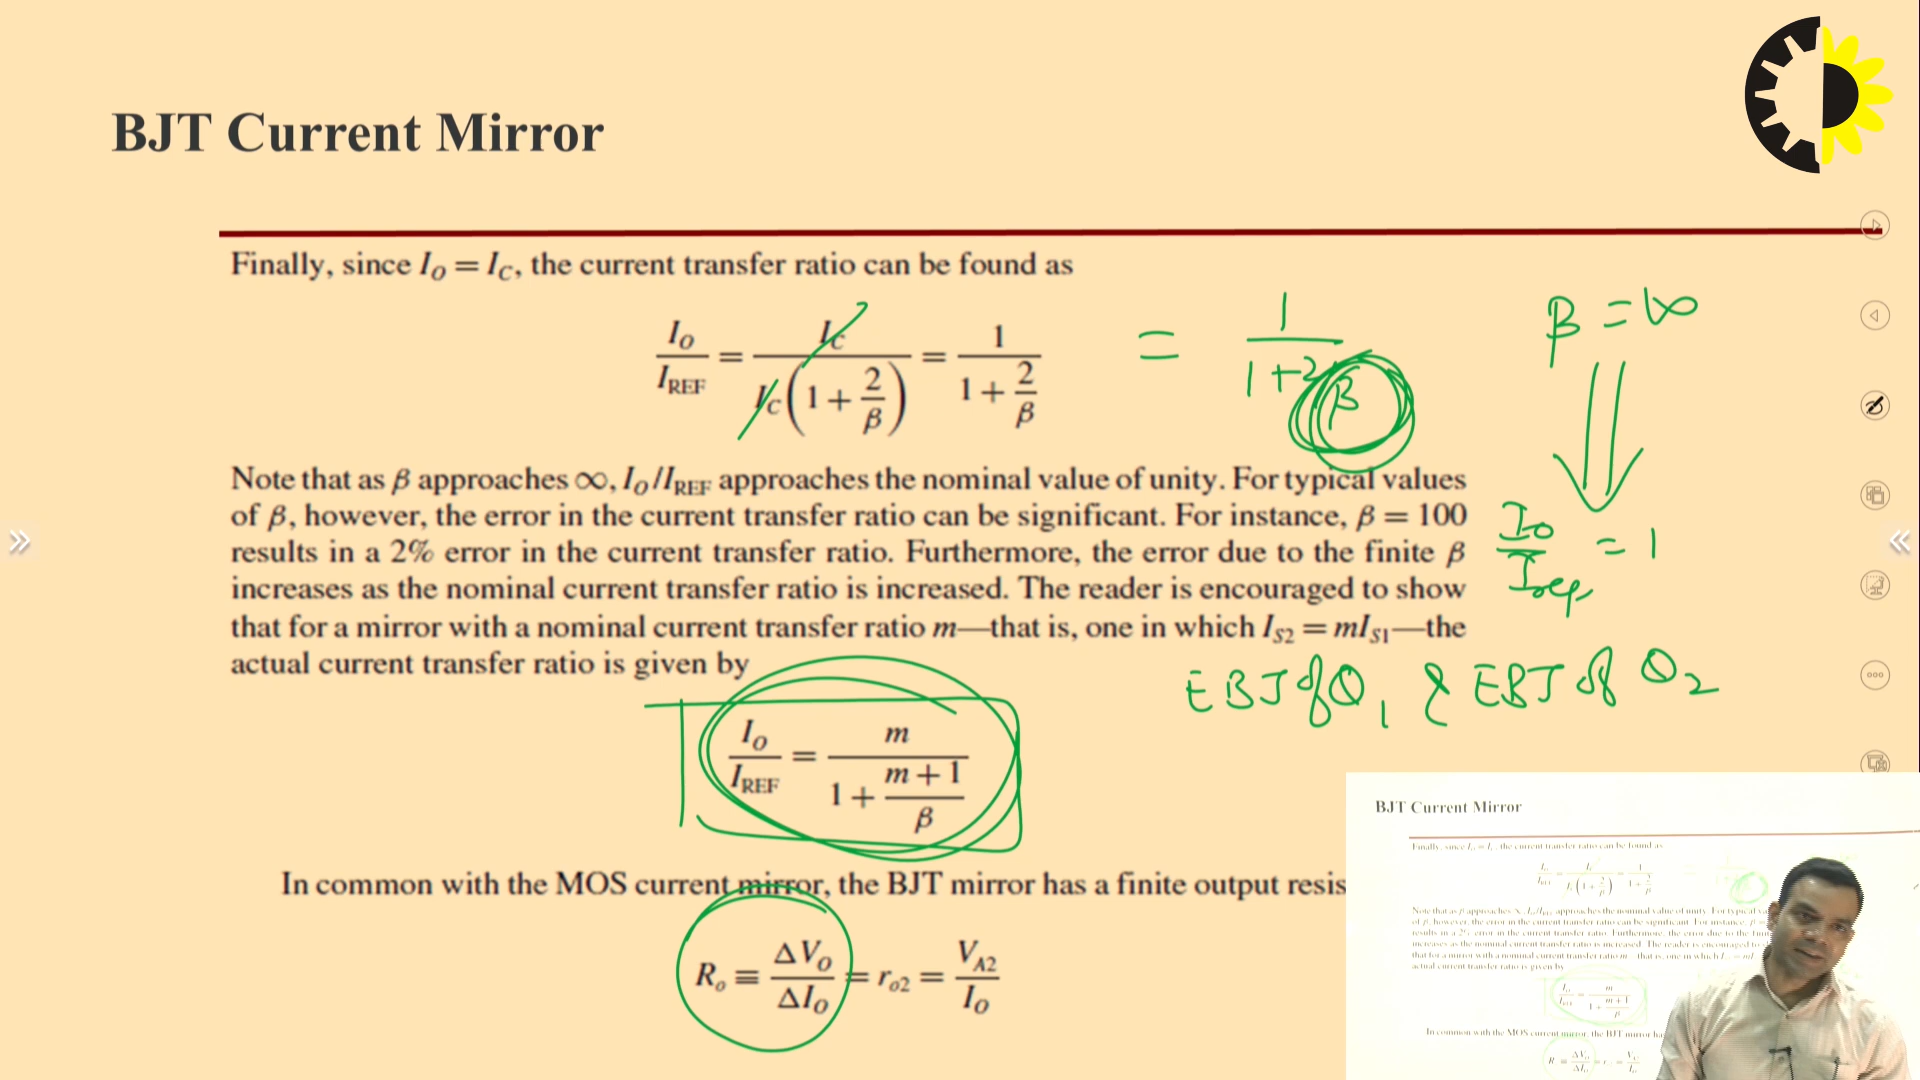 BJT Current Mirror
Finally, since I_O = I_C, the current transfer ratio can be found as
I_O / I_REF = I_C / I_C(1 + 2/β) = 1 / (1 + 2/β)
= 1 / (1 + 2/β)
β = ∞
Note that as β approaches ∞, I_O/I_REF approaches the nominal value of unity. For typical values
of β, however, the error in the current transfer ratio can be significant. For instance, β = 100
results in a 2% error in the current transfer ratio. Furthermore, the error due to the finite β
increases as the nominal current transfer ratio is increased. The reader is encouraged to show
that for a mirror with a nominal current transfer ratio m—that is, one in which I_S2 = mI_S1—the
actual current transfer ratio is given by
I_O / I_REF = m / (1 + (m + 1)/β)
= 1
EBJ of Q1 & EBJ of Q2
In common with the MOS current mirror, the BJT mirror has a finite output resis
R_o ≡ ΔV_O / ΔI_O = r_o2 = V_A2 / I_O
BJT Current Mirror